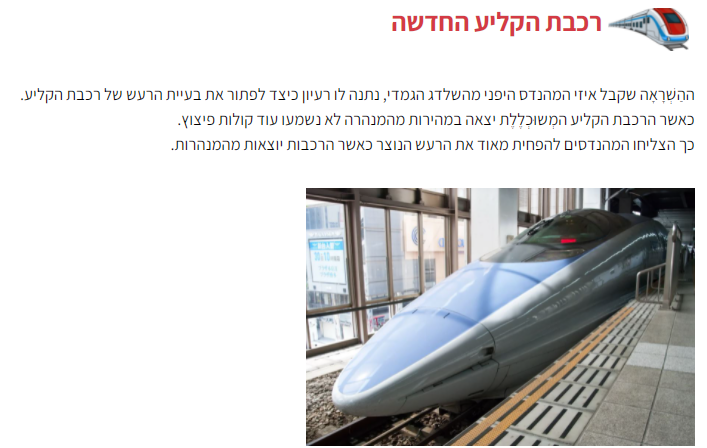 רכבת הקליע החדשה
ההַשְׁרָאָה שקבל איזי המהנדס היפני מהשלדג הגמדי, נתנה לו רעיון כיצד לפתור את בעיית הרעש של רכבת הקליע.
כאשר הרכבת הקליע המְשוּכְלֶלֶת יצאה במהירות מהמנהרה לא נשמעו עוד קולות פיצוץ.
כך הצליחו המהנדסים להפחית מאוד את הרעש הנוצר כאשר הרכבות יוצאות מהמנהרות.